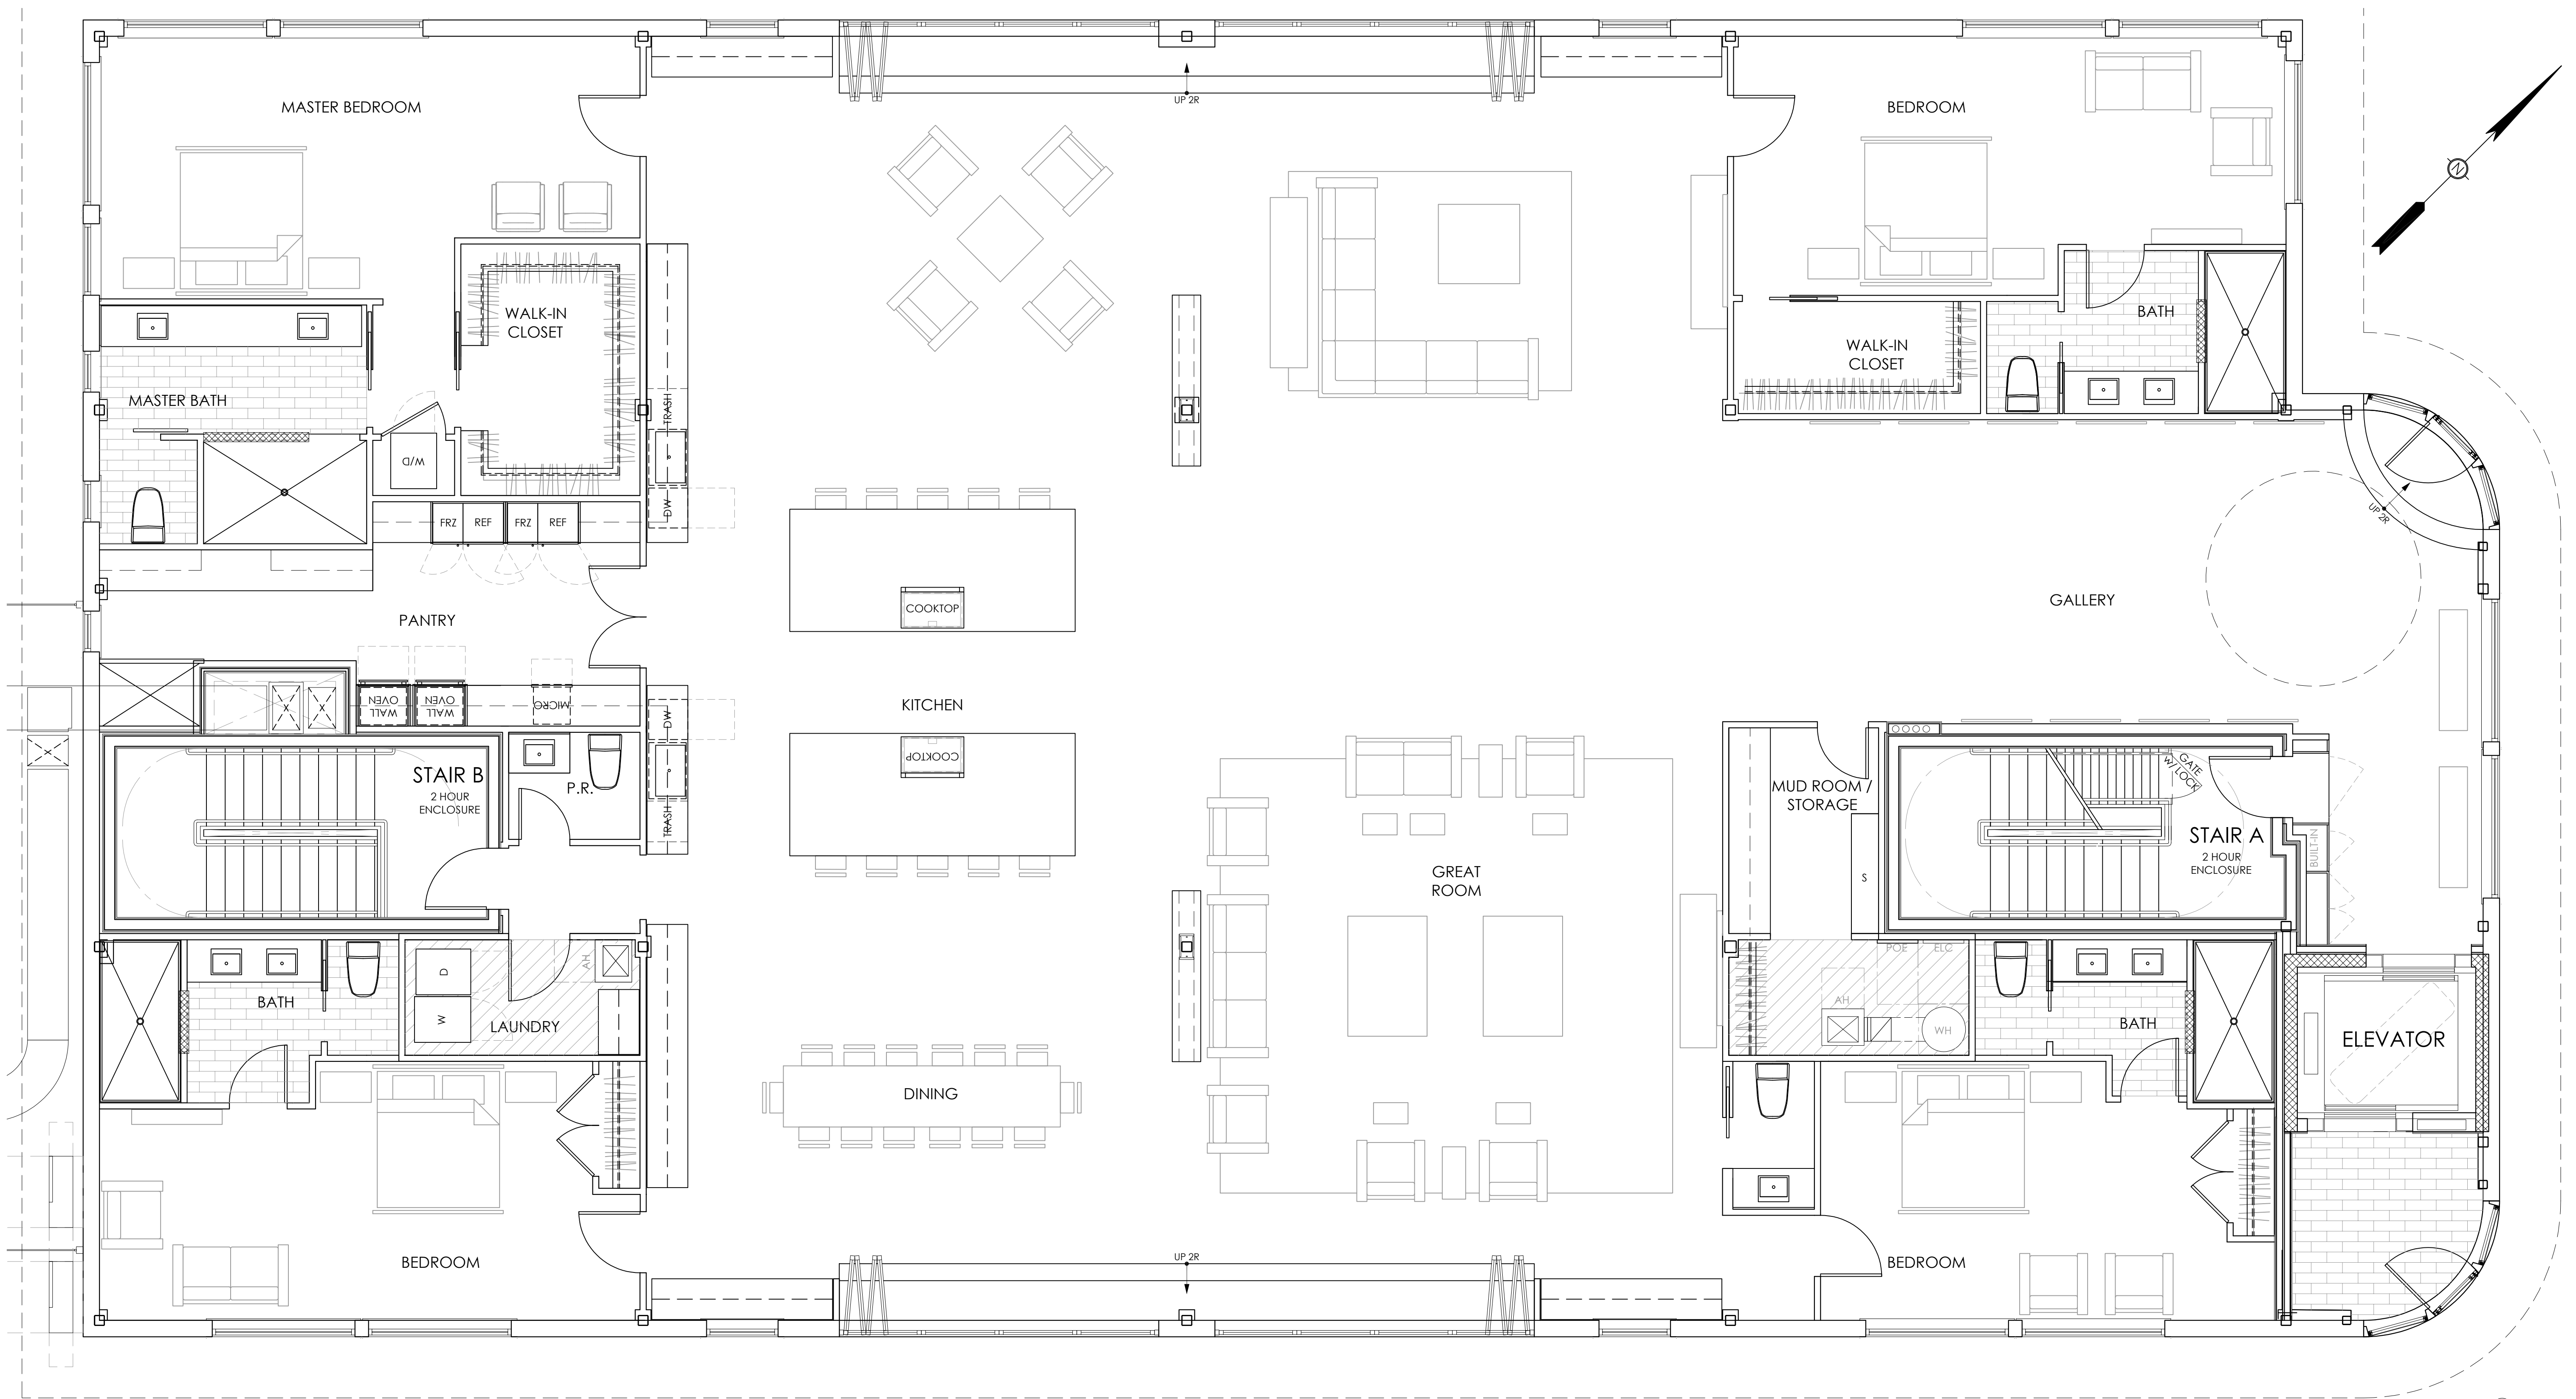 MASTER BEDROOM
UP 2R
BEDROOM
N
WALK-IN
CLOSET
BATH
WALK-IN
CLOSET
MASTER BATH
TRASH
W/D
DW
FRZ
REF
FRZ
REF
UP 2R
COOKTOP
GALLERY
PANTRY
WALL
OVEN
WALL
OVEN
MICRO
KITCHEN
DW
COOKTOP
STAIR B
2 HOUR
ENCLOSURE
P.R.
TRASH
MUD ROOM /
STORAGE
GATE
W/ LOCK
STAIR A
2 HOUR
ENCLOSURE
BUILT-IN
GREAT
ROOM
S
POE
ELC
AH
D
BATH
W
LAUNDRY
AH
WH
BATH
ELEVATOR
DINING
BEDROOM
UP 2R
BEDROOM